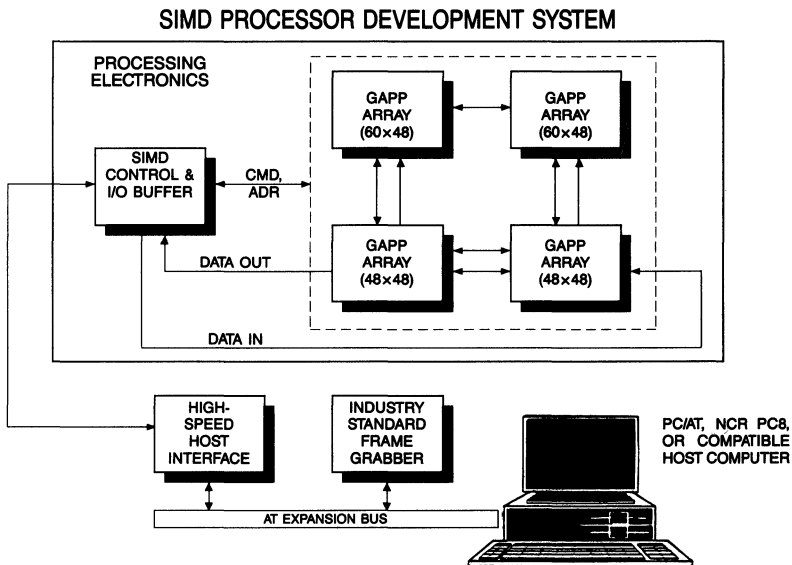 SIMD PROCESSOR DEVELOPMENT SYSTEM
PROCESSING
ELECTRONICS
GAPP
ARRAY
(60×48)
GAPP
ARRAY
(60×48)
SIMD
CONTROL &
I/O BUFFER
CMD,
ADR
GAPP
ARRAY
(48×48)
GAPP
ARRAY
(48×48)
DATA OUT
DATA IN
HIGH-
SPEED
HOST
INTERFACE
INDUSTRY
STANDARD
FRAME
GRABBER
PC/AT, NCR PC8,
OR COMPATIBLE
HOST COMPUTER
AT EXPANSION BUS